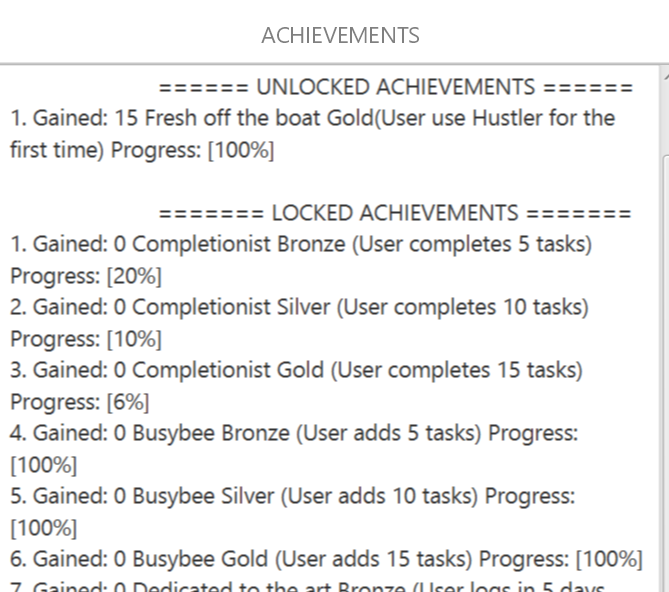 ACHIEVEMENTS
====== UNLOCKED ACHIEVEMENTS ======
1. Gained: 15 Fresh off the boat Gold(User use Hustler for the
first time) Progress: [100%]
======= LOCKED ACHIEVEMENTS =======
1. Gained: 0 Completionist Bronze (User completes 5 tasks)
Progress: [20%]
2. Gained: 0 Completionist Silver (User completes 10 tasks)
Progress: [10%]
3. Gained: 0 Completionist Gold (User completes 15 tasks)
Progress: [6%]
4. Gained: 0 Busybee Bronze (User adds 5 tasks) Progress:
[100%]
5. Gained: 0 Busybee Silver (User adds 10 tasks) Progress:
[100%]
6. Gained: 0 Busybee Gold (User adds 15 tasks) Progress: [100%]
7. Gained: 0 Dedicated to the art Bronze (User logs in 5 days